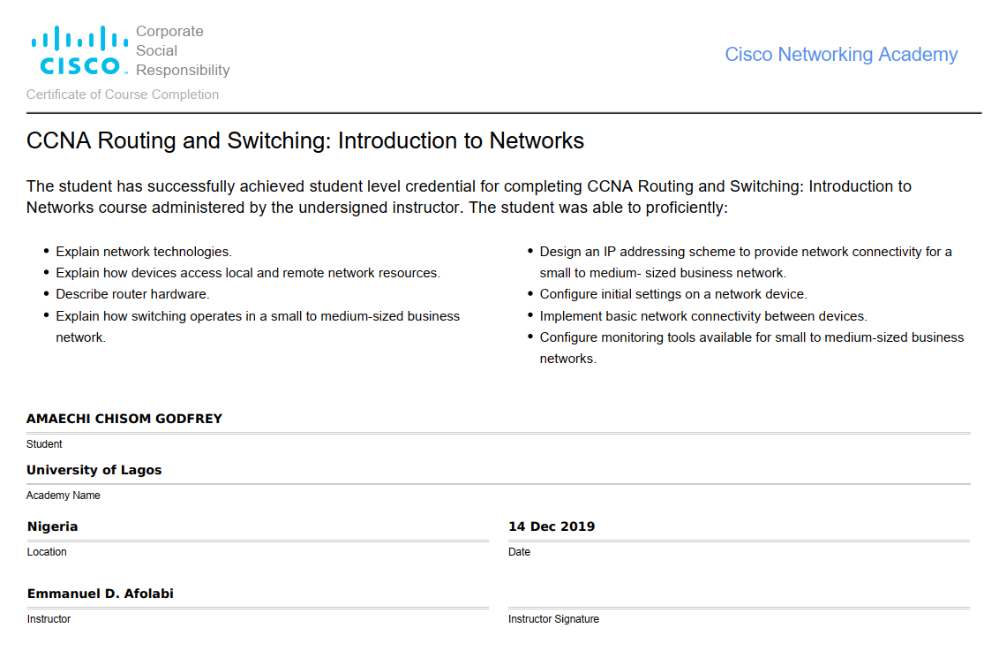 Corporate
Social
Responsibility
CISCO
™
Cisco Networking Academy
Certificate of Course Completion
CCNA Routing and Switching: Introduction to Networks
The student has successfully achieved student level credential for completing CCNA Routing and Switching: Introduction to
Networks course administered by the undersigned instructor. The student was able to proficiently:
• Explain network technologies.
• Explain how devices access local and remote network resources.
• Describe router hardware.
• Explain how switching operates in a small to medium-sized business
network.
• Design an IP addressing scheme to provide network connectivity for a
small to medium- sized business network.
• Configure initial settings on a network device.
• Implement basic network connectivity between devices.
• Configure monitoring tools available for small to medium-sized business
networks.
AMAECHI CHISOM GODFREY
Student
University of Lagos
Academy Name
Nigeria
Location
14 Dec 2019
Date
Emmanuel D. Afolabi
Instructor
Instructor Signature